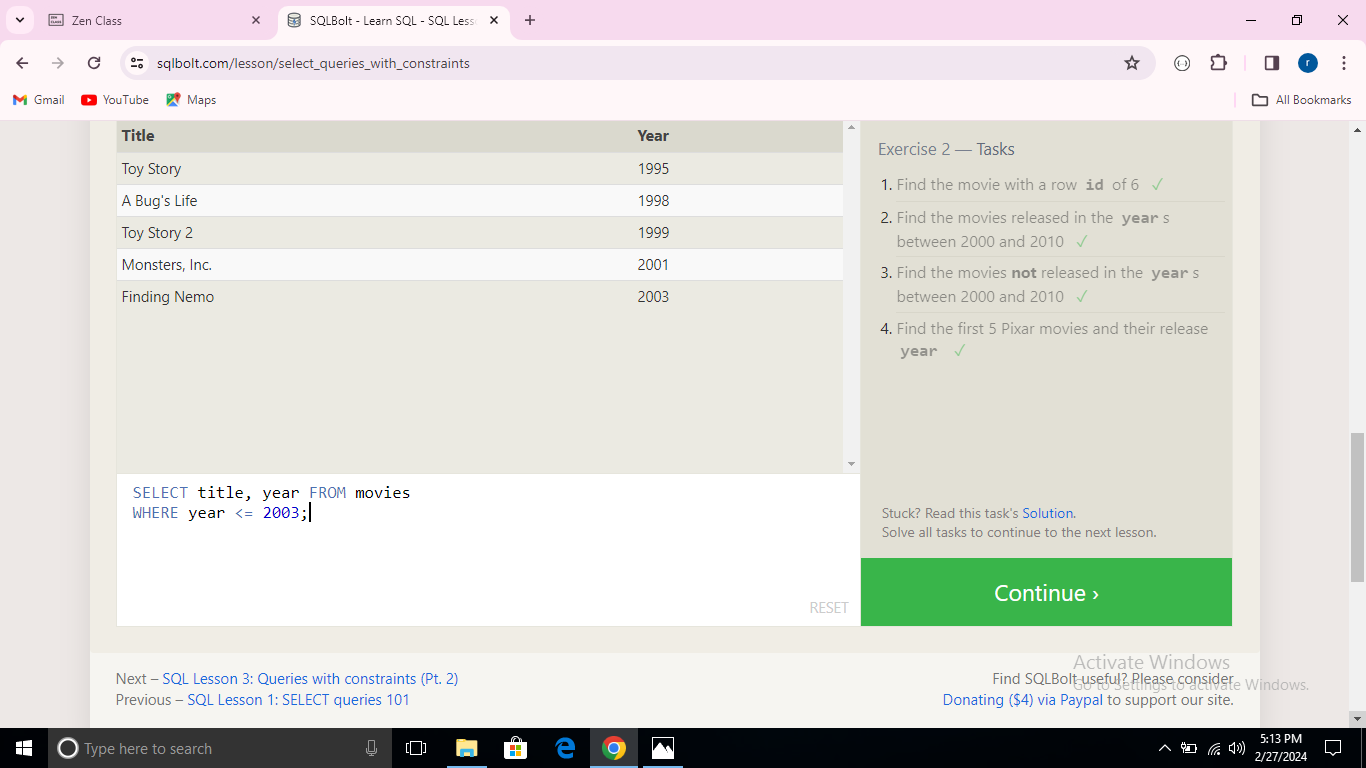 Zen Class
SQLBolt - Learn SQL - SQL Less
sqlbolt.com/lesson/select_queries_with_constraints
r
Gmail YouTube Maps All Bookmarks
Title Year
Toy Story 1995
A Bug's Life 1998
Toy Story 2 1999
Monsters, Inc. 2001
Finding Nemo 2003
SELECT title, year FROM movies
WHERE year <= 2003;
RESET
Exercise 2 — Tasks
1. Find the movie with a row id of 6 ✓
2. Find the movies released in the year s
between 2000 and 2010 ✓
3. Find the movies not released in the year s
between 2000 and 2010 ✓
4. Find the first 5 Pixar movies and their release
year ✓
Stuck? Read this task's Solution.
Solve all tasks to continue to the next lesson.
Continue ›
Next – SQL Lesson 3: Queries with constraints (Pt. 2)
Previous – SQL Lesson 1: SELECT queries 101
Find SQLBolt useful? Please consider
Donating ($4) via Paypal to support our site.
Activate Windows
Go to Settings to activate Windows.
Type here to search
5:13 PM
2/27/2024